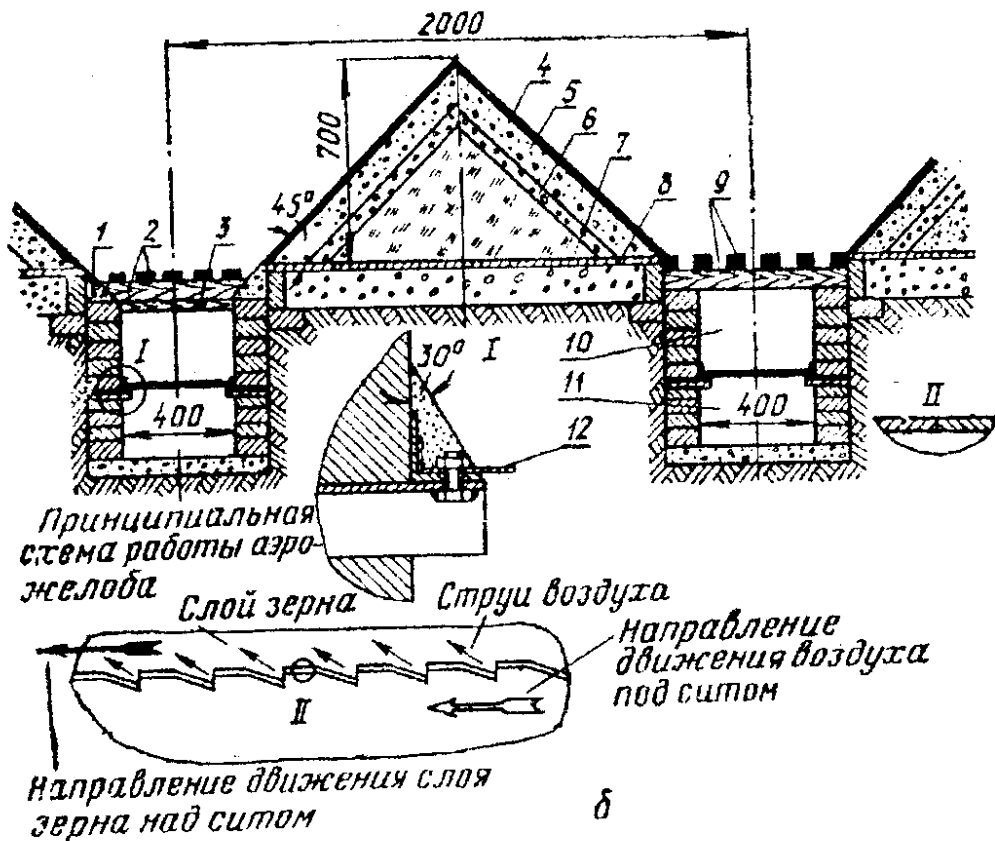 2000
700
45°
4
5
6
7
8
9
1 2 3
I
400
30°
I
12
10
11
400
II
Принципиальная
схема работы аэро-
желоба
Слой зерна
Струи воздуха
Направление
движения воздуха
под ситом
II
Направление движения слоя
зерна над ситом
б